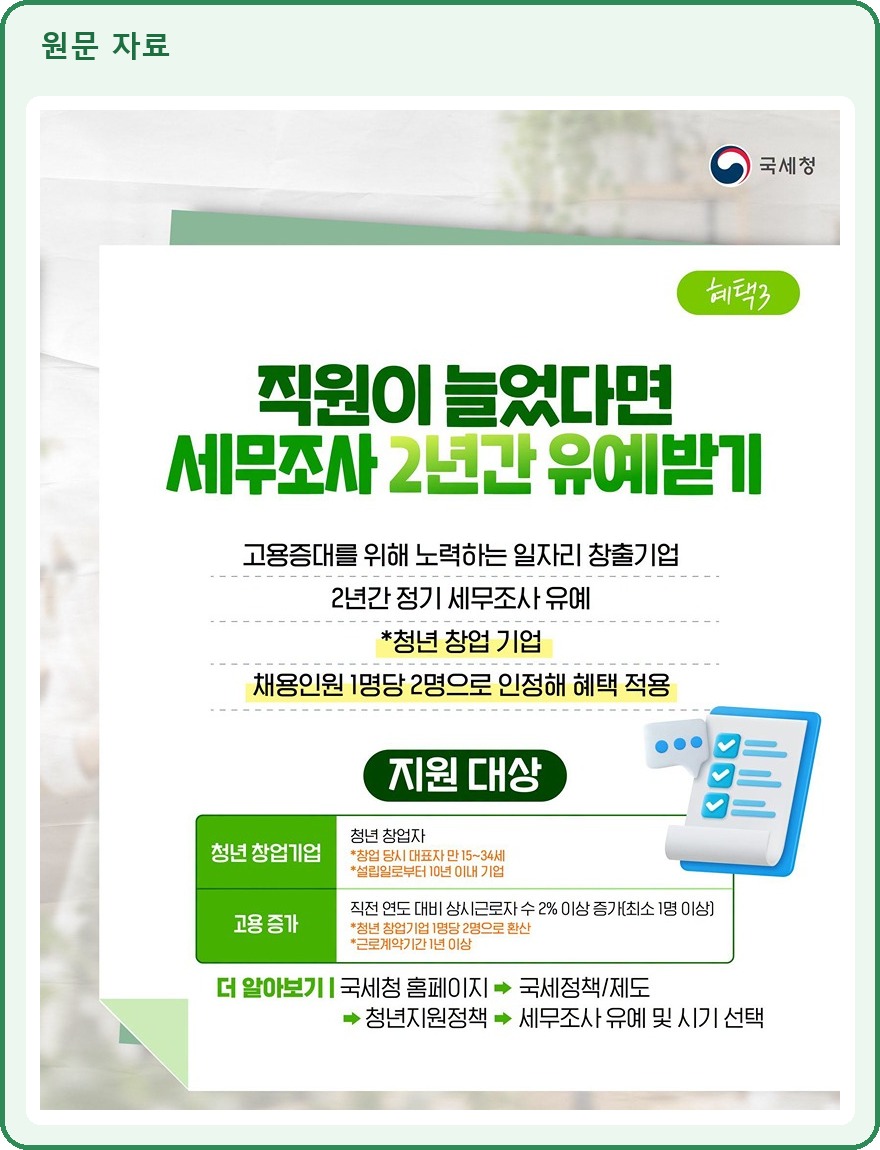 원문 자료
국세청
혜택3
직원이 늘었다면
세무조사 2년간 유예받기
고용증대를 위해 노력하는 일자리 창출기업
2년간 정기 세무조사 유예
*청년 창업 기업
채용인원 1명당 2명으로 인정해 혜택 적용
지원 대상
청년 창업기업
청년 창업자
*창업 당시 대표자 만 15~34세
*설립일로부터 10년 이내 기업
고용 증가
직전 연도 대비 상시근로자 수 2% 이상 증가(최소 1명 이상)
*청년 창업기업 1명당 2명으로 환산
*근로계약기간 1년 이상
더 알아보기 | 국세청 홈페이지 ➡ 국세정책/제도
➡ 청년지원정책 ➡ 세무조사 유예 및 시기 선택